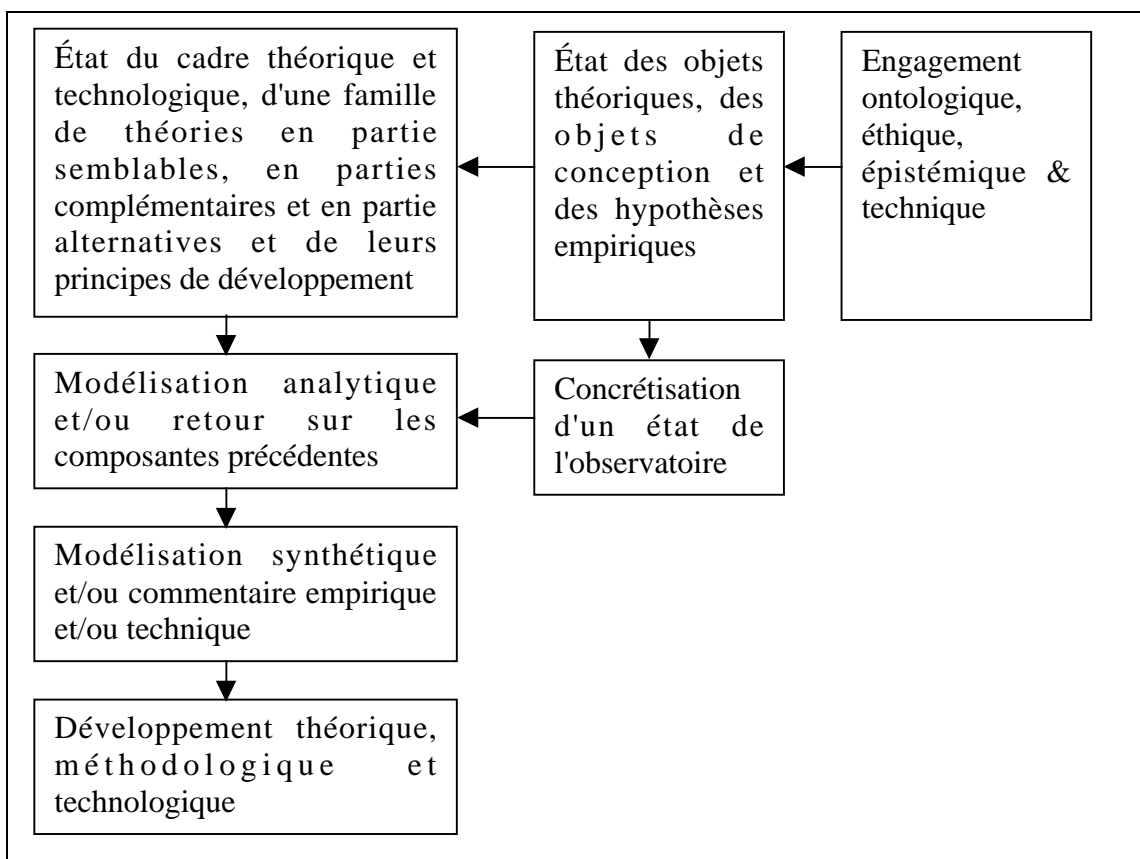 État du cadre théorique et
technologique, d'une famille
de théories en partie
semblables, en parties
complémentaires et en partie
alternatives et de leurs
principes de développement
État des objets
théoriques, des
objets de
conception et
des hypothèses
empiriques
Engagement
ontologique,
éthique,
épistémique &
technique
Modélisation analytique
et/ou retour sur les
composantes précédentes
Concrétisation
d'un état de
l'observatoire
Modélisation synthétique
et/ou commentaire empirique
et/ou technique
Développement théorique,
méthodologique et
technologique